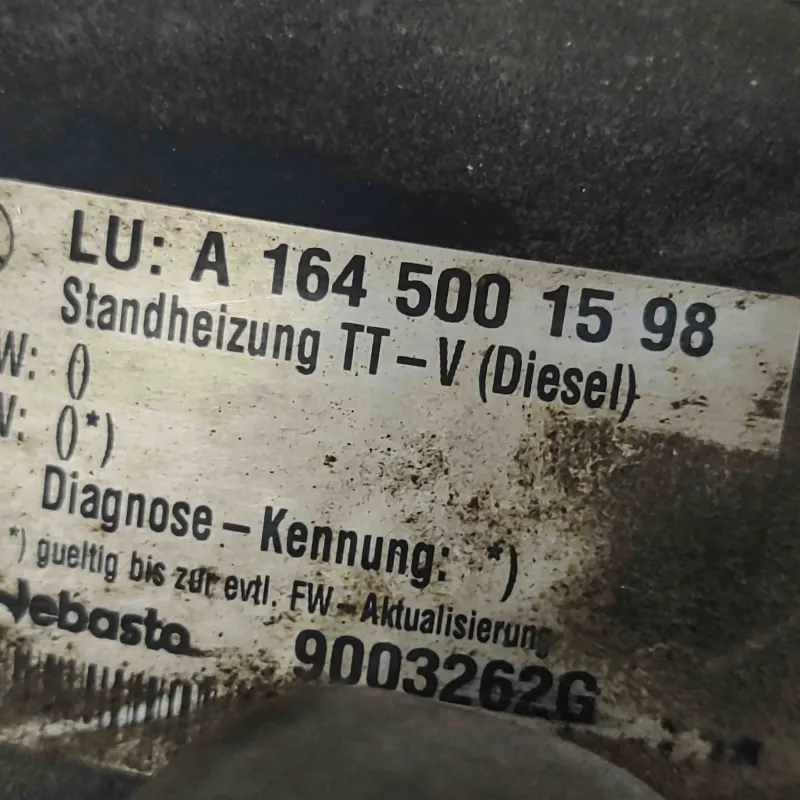 LU: A 164 500 15 98
Standheizung TT-V (Diesel)
W: ()
V: ()*)
Diagnose-Kennung: *)
*) gueltig bis zur evtl. FW-Aktualisierung
Webasto
9003262G